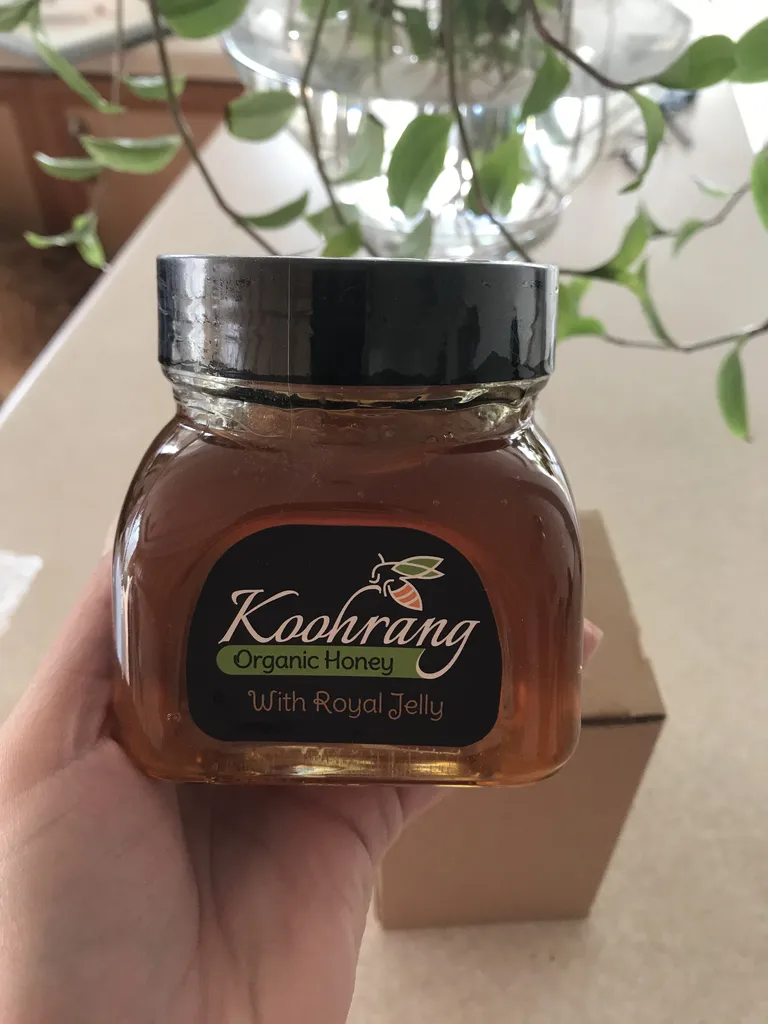 Koohrang
Organic Honey
With Royal Jelly